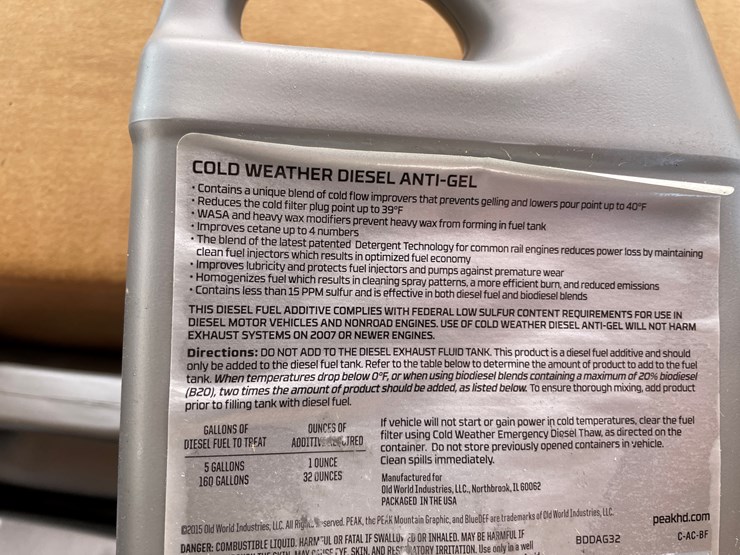 COLD WEATHER DIESEL ANTI-GEL
• Contains a unique blend of cold flow improvers that prevents gelling and lowers pour point up to 40°F
• Reduces the cold filter plug point up to 39°F
• WASA and heavy wax modifiers prevent heavy wax from forming in fuel tank
• Improves cetane up to 4 numbers
• The blend of the latest patented Detergent Technology for common rail engines reduces power loss by maintaining
clean fuel injectors which results in optimized fuel economy
• Improves lubricity and protects fuel injectors and pumps against premature wear
• Homogenizes fuel which results in cleaning spray patterns, a more efficient burn, and reduced emissions
• Contains less than 15 PPM sulfur and is effective in both diesel fuel and biodiesel blends
THIS DIESEL FUEL ADDITIVE COMPLIES WITH FEDERAL LOW SULFUR CONTENT REQUIREMENTS FOR USE IN
DIESEL MOTOR VEHICLES AND NONROAD ENGINES. USE OF COLD WEATHER DIESEL ANTI-GEL WILL NOT HARM
EXHAUST SYSTEMS ON 2007 OR NEWER ENGINES.
Directions: DO NOT ADD TO THE DIESEL EXHAUST FLUID TANK. This product is a diesel fuel additive and should
only be added to the diesel fuel tank. Refer to the table below to determine the amount of product to add to the fuel
tank. When temperatures drop below 0°F, or when using biodiesel blends containing a maximum of 20% biodiesel
(B20), two times the amount of product should be added, as listed below. To ensure thorough mixing, add product
prior to filling tank with diesel fuel.
GALLONS OF OUNCES OF
DIESEL FUEL TO TREAT
5 GALLONS 1 OUNCE
160 GALLONS 32 OUNCES
If vehicle will not start or gain power in cold temperatures, clear the fuel
filter using Cold Weather Emergency Diesel Thaw, as directed on the
container. Do not store previously opened containers in vehicle.
Clean spills immediately.
Manufactured for
Old World Industries, LLC., Northbrook, IL 60062
PACKAGED IN THE USA
©2015 Old World Industries, LLC. All PEAK, the PEAK Mountain Graphic, and BlueDEF are trademarks of Old World Industries, LLC.
peakhd.com
DANGER: COMBUSTIBLE LIQUID. HARMFUL OR FATAL IF SWALLOWED OR INHALED. MAY BE HARMFUL IF
BDDAG32 C-AC-BF
MAY CAUSE EYE, SKIN, AND RESPIRATORY IRRITATION. Use only in a well